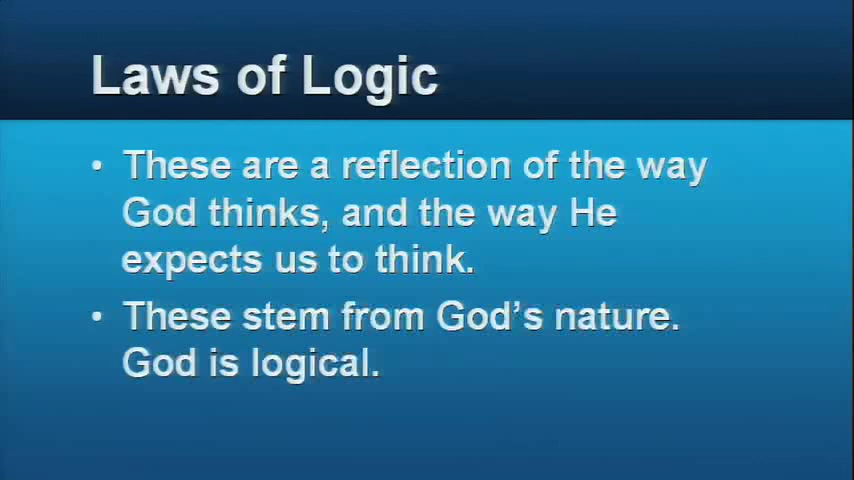 Laws of Logic
• These are a reflection of the way
God thinks, and the way He
expects us to think.
• These stem from God's nature.
God is logical.